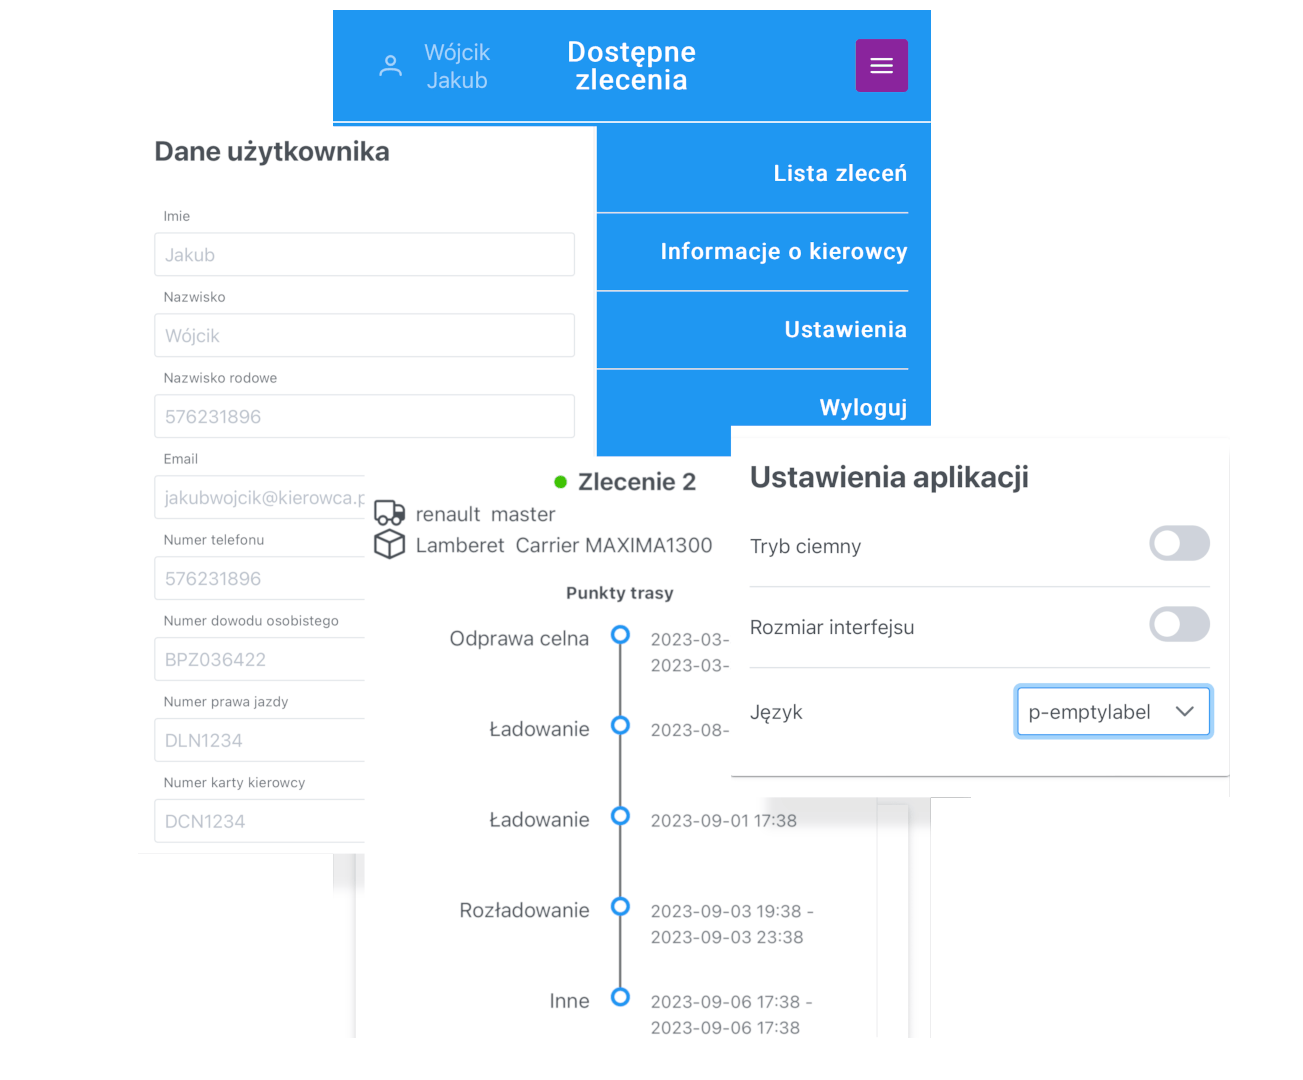 Wójcik
Jakub
Dostępne
zlecenia
Lista zleceń
Informacje o kierowcy
Ustawienia
Wyloguj
Dane użytkownika
Imie
Jakub
Nazwisko
Wójcik
Nazwisko rodowe
576231896
Email
jakubwojcik@kierowca.p
Numer telefonu
576231896
Numer dowodu osobistego
BPZ036422
Numer prawa jazdy
DLN1234
Numer karty kierowcy
DCN1234
Zlecenie 2
renault master
Lamberet Carrier MAXIMA1300
Punkty trasy
Odprawa celna
2023-03-
2023-03-
Ładowanie
2023-08-
Ładowanie
2023-09-01 17:38
Rozładowanie
2023-09-03 19:38 -
2023-09-03 23:38
Inne
2023-09-06 17:38 -
2023-09-06 17:38
Ustawienia aplikacji
Tryb ciemny
Rozmiar interfejsu
Język
p-emptylabel